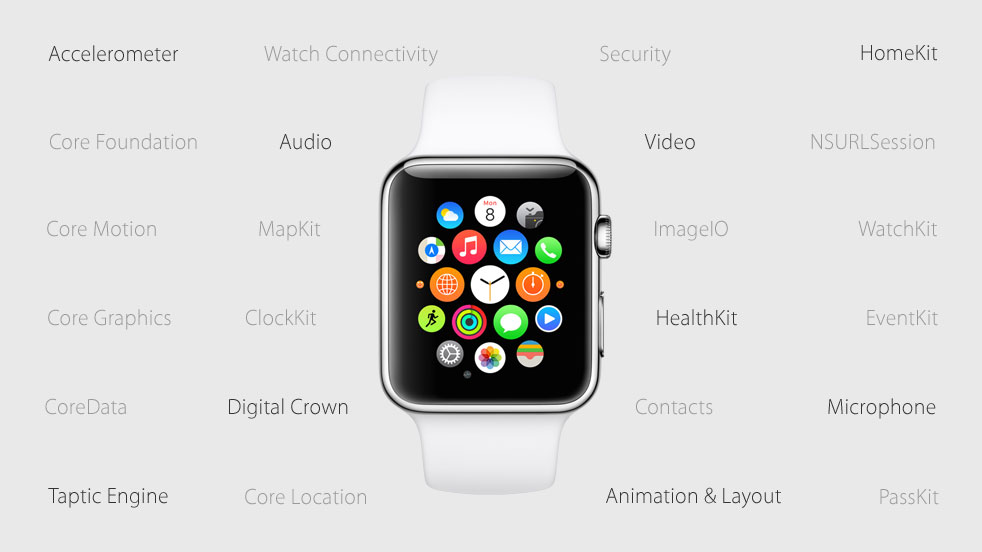 Accelerometer
Watch Connectivity
Security
HomeKit
Core Foundation
Audio
Video
NSURLSession
Core Motion
MapKit
Mon
8
ImageIO
WatchKit
Core Graphics
ClockKit
HealthKit
EventKit
CoreData
Digital Crown
Contacts
Microphone
Taptic Engine
Core Location
Animation & Layout
PassKit